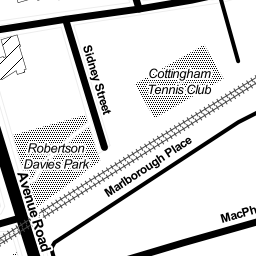 Sidney Street
Cottingham
Tennis Club
Robertson
Davies Park
Marlborough Place
Avenue Road
MacPh